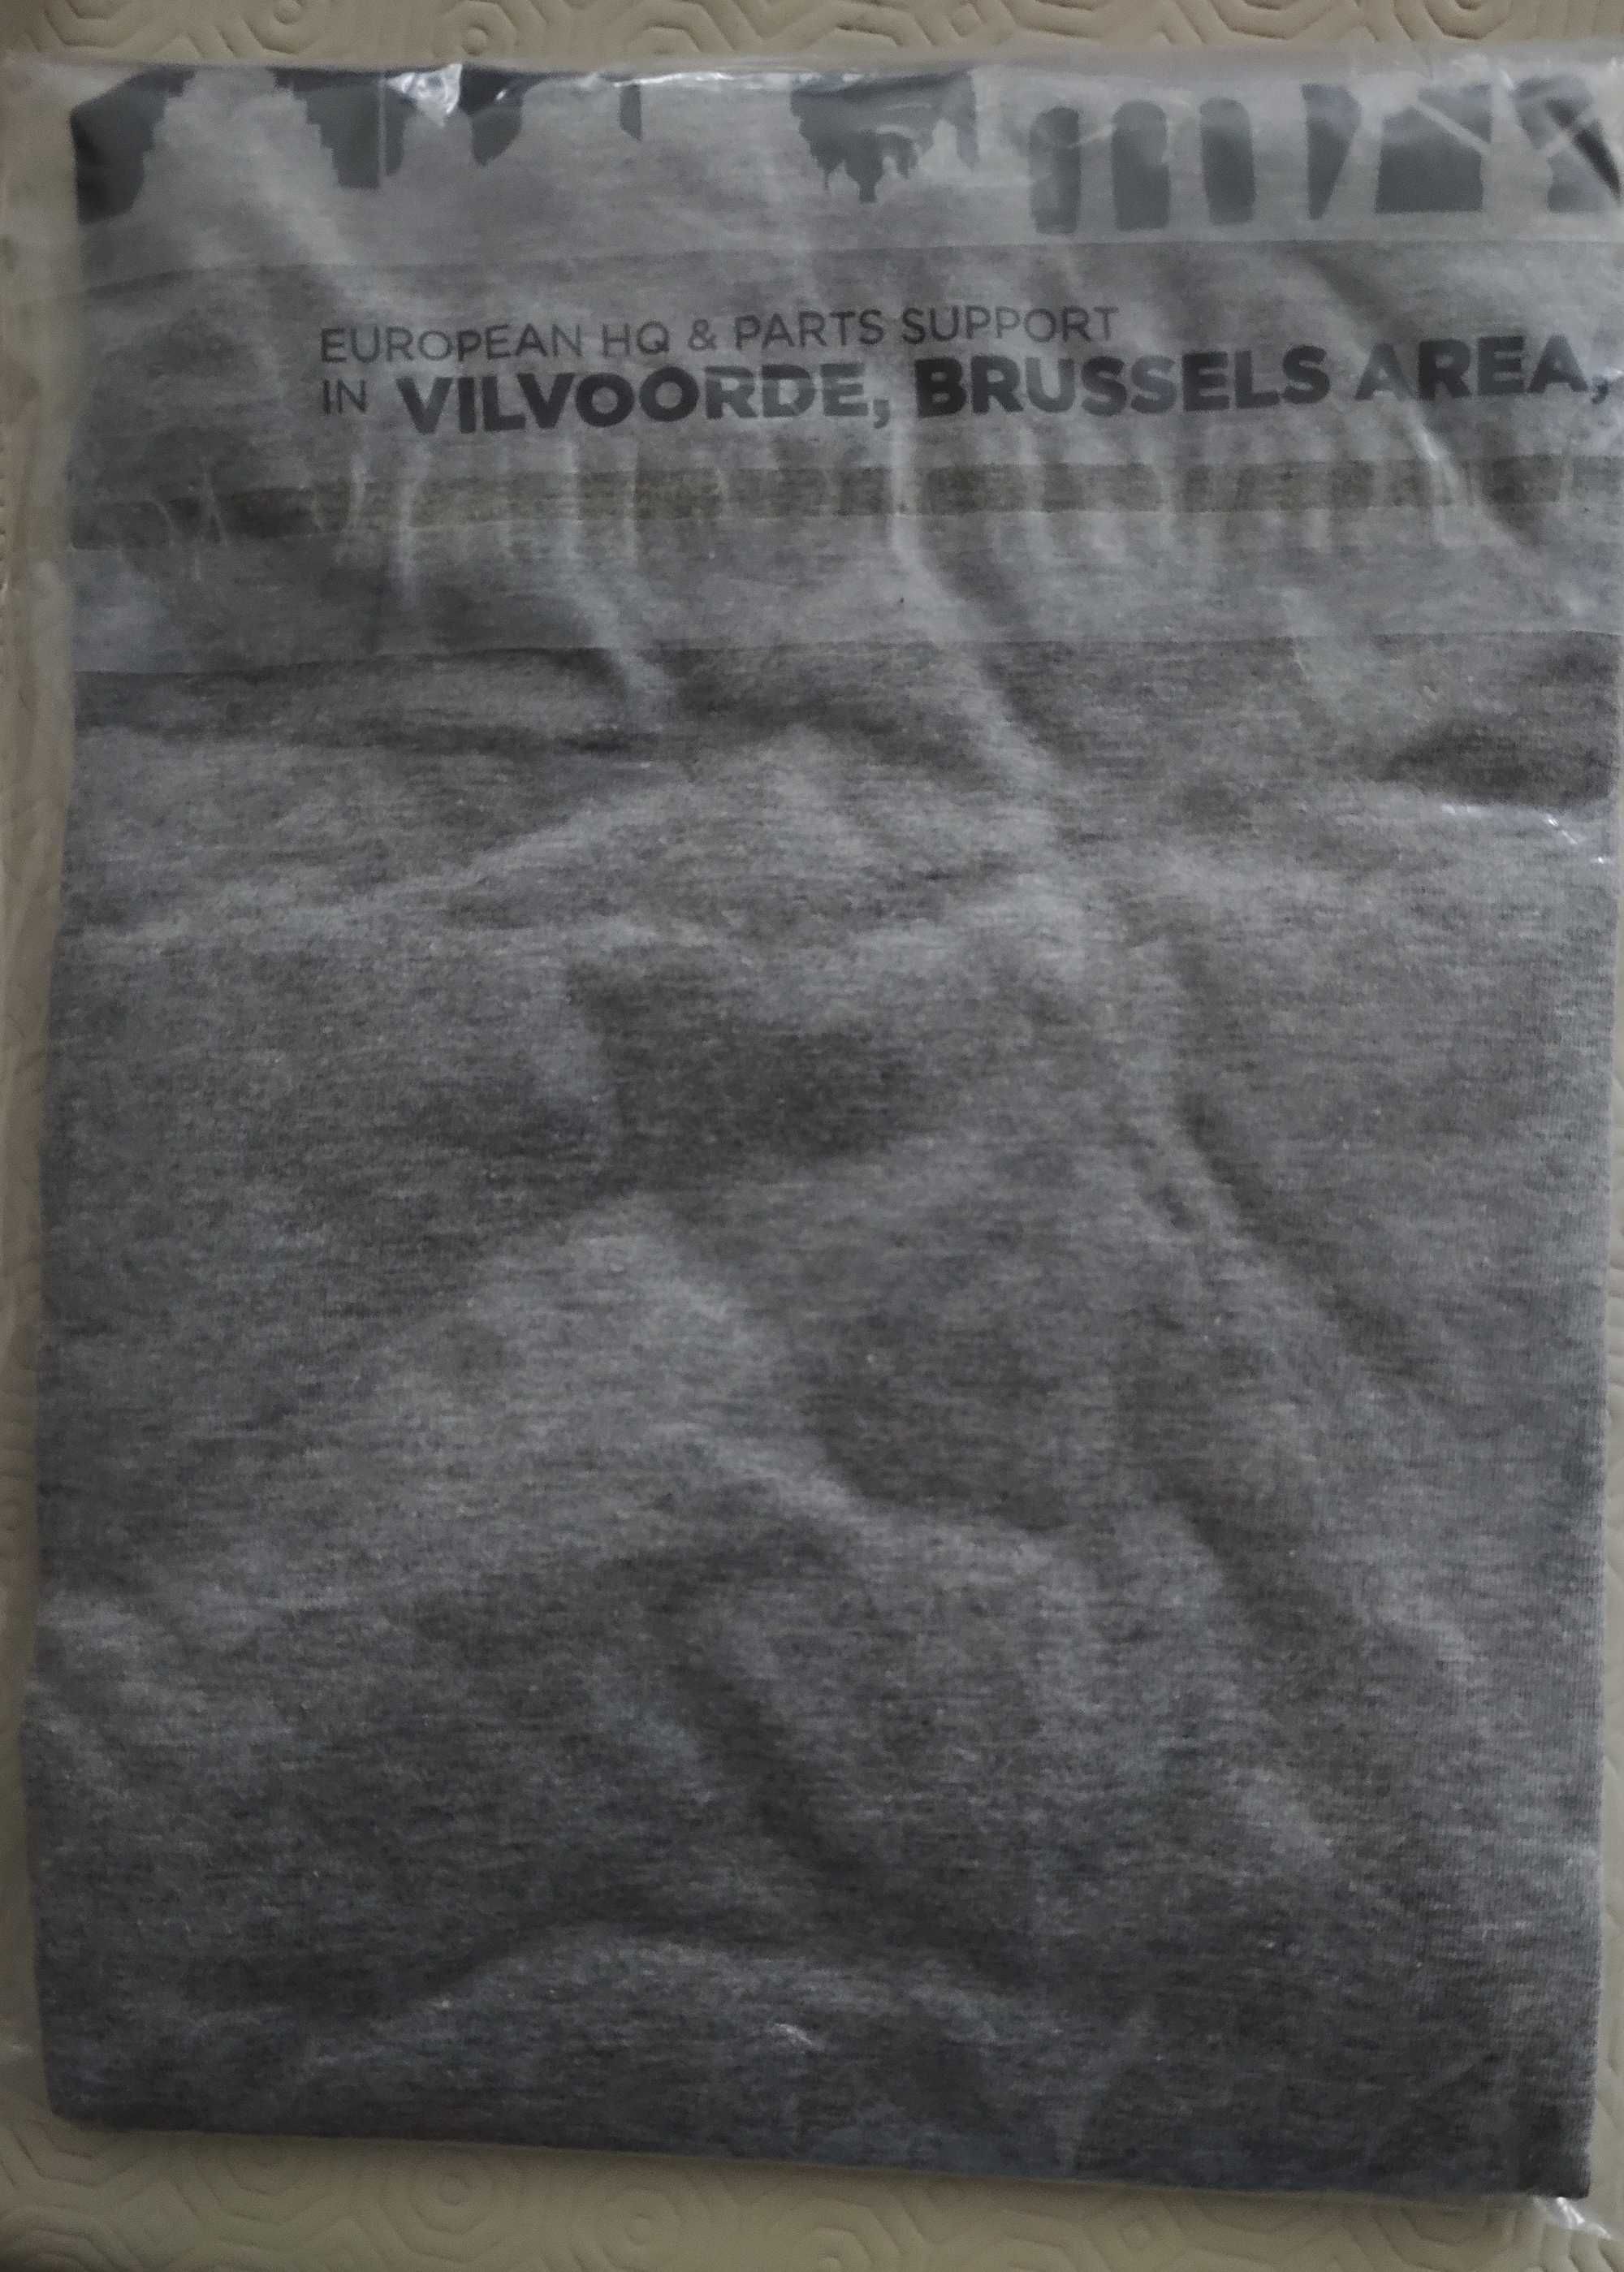 EUROPEAN HQ & PARTS SUPPORT
IN VILVOORDE, BRUSSELS AREA,